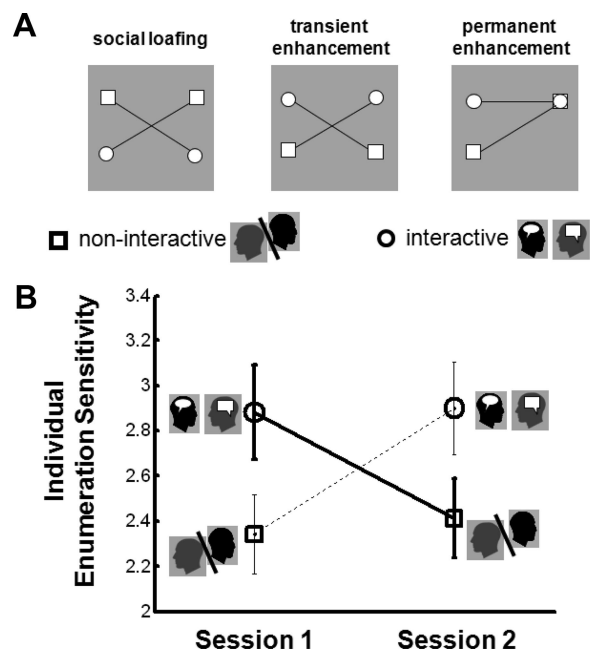 A
social loafing
transient
enhancement
permanent
enhancement
non-interactive
interactive
B
Individual
Enumeration Sensitivity
3.4
3.2
3
2.8
2.6
2.4
2.2
2
Session 1
Session 2